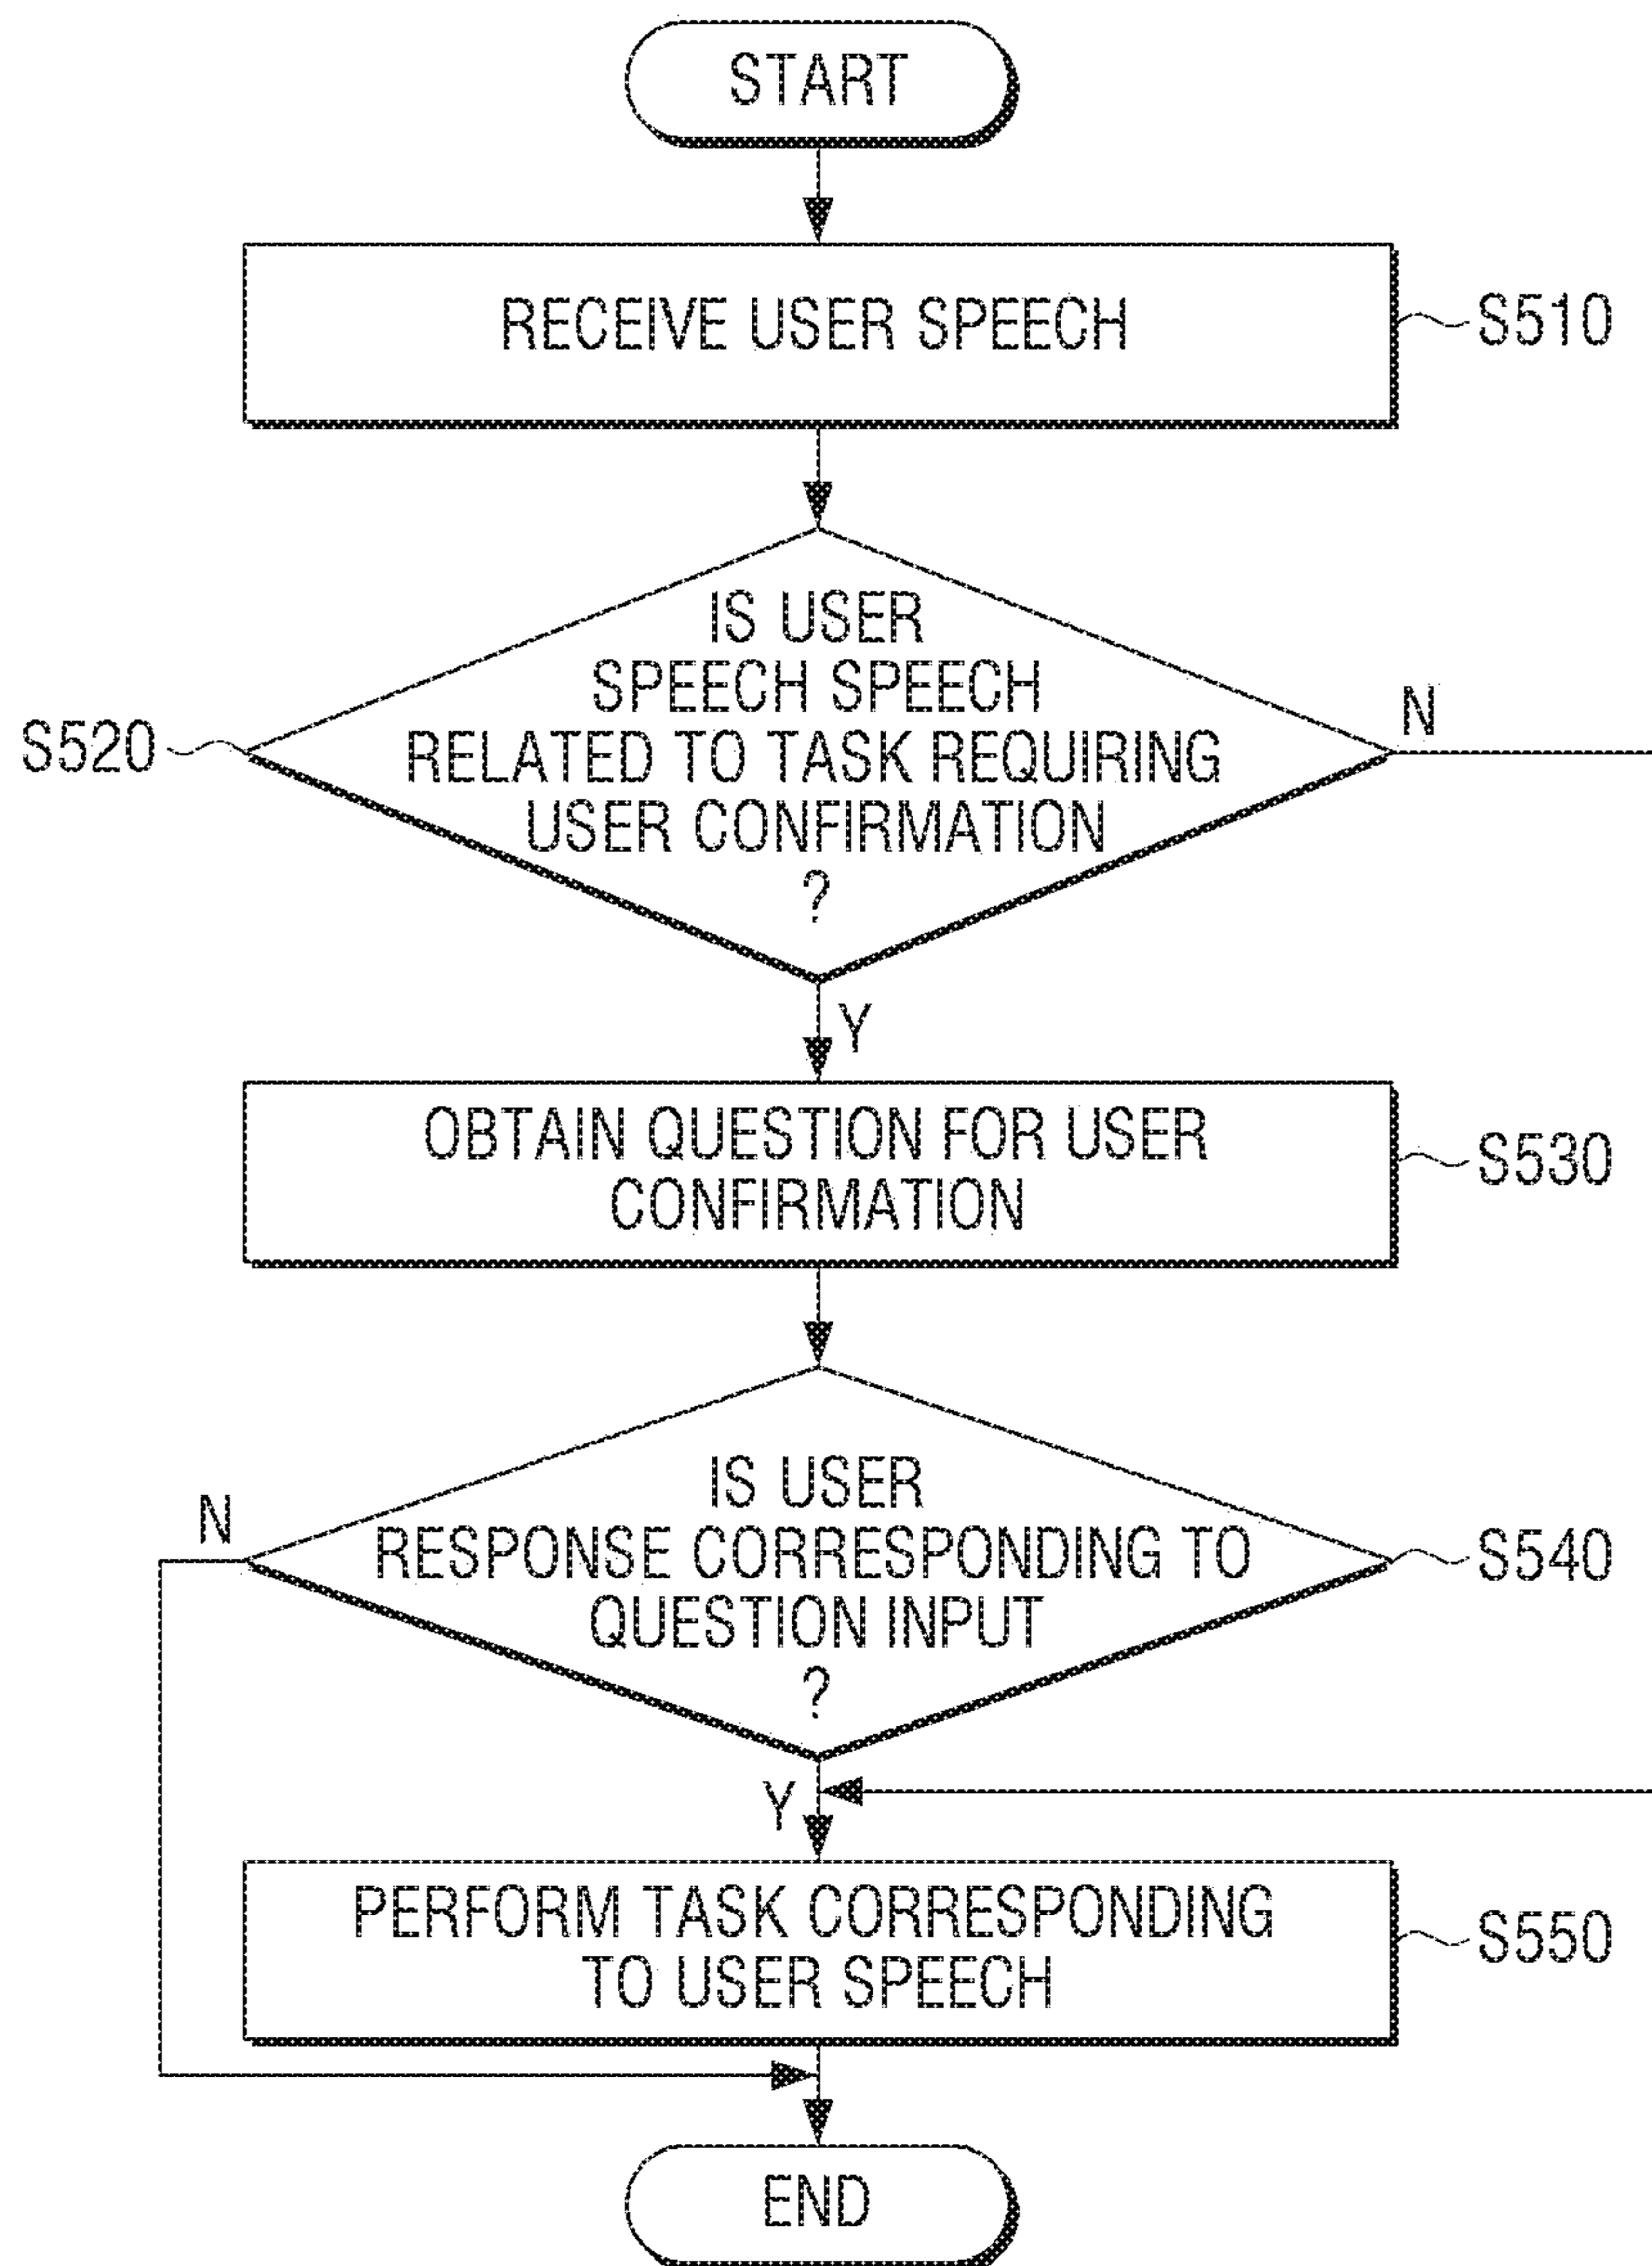 START
RECEIVE USER SPEECH
S510
IS USER
SPEECH SPEECH
RELATED TO TASK REQUIRING
USER CONFIRMATION
?
S520
N
Y
OBTAIN QUESTION FOR USER
CONFIRMATION
S530
IS USER
RESPONSE CORRESPONDING TO
QUESTION INPUT
?
N
S540
Y
PERFORM TASK CORRESPONDING
TO USER SPEECH
S550
END